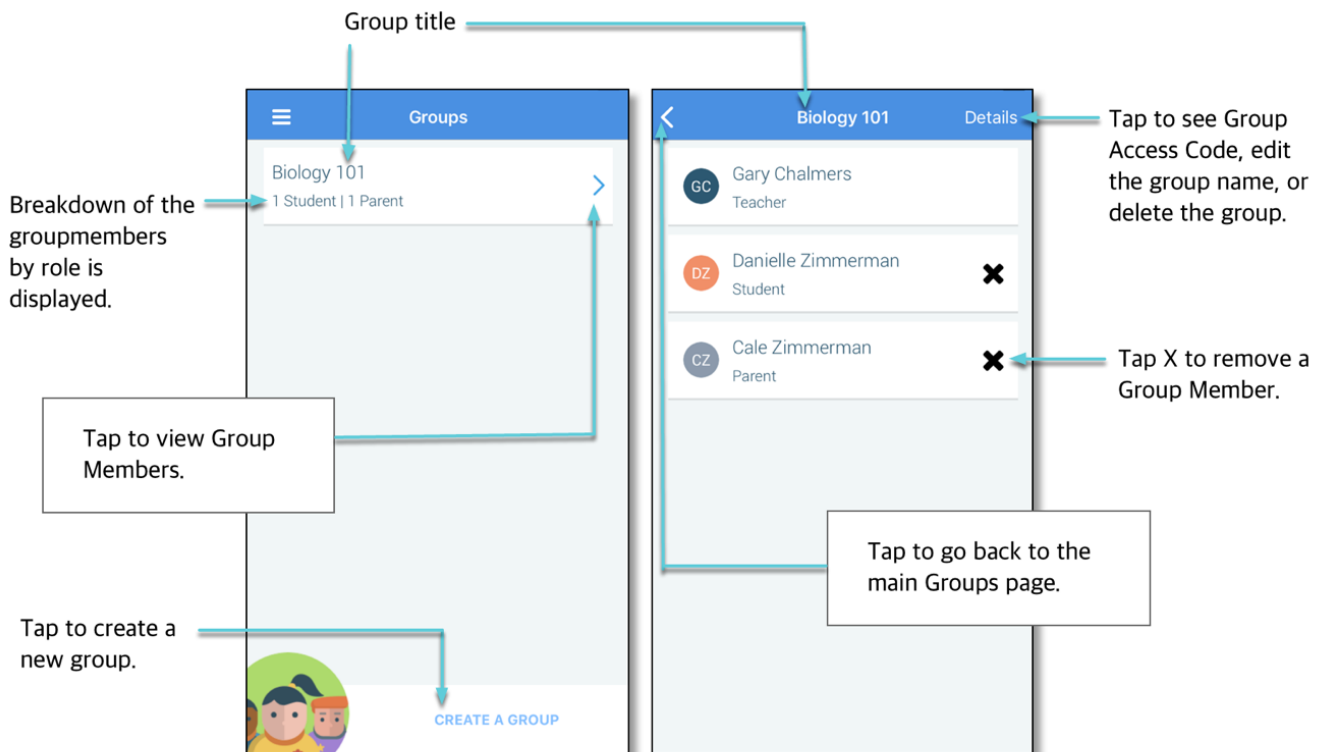 Group title
Groups
Biology 101
1 Student | 1 Parent
Breakdown of the
groupmembers
by role is
displayed.
Tap to view Group
Members.
Tap to create a
new group.
CREATE A GROUP
Biology 101
Details
GC
Gary Chalmers
Teacher
DZ
Danielle Zimmerman
Student
CZ
Cale Zimmerman
Parent
Tap to see Group
Access Code, edit
the group name, or
delete the group.
Tap X to remove a
Group Member.
Tap to go back to the
main Groups page.